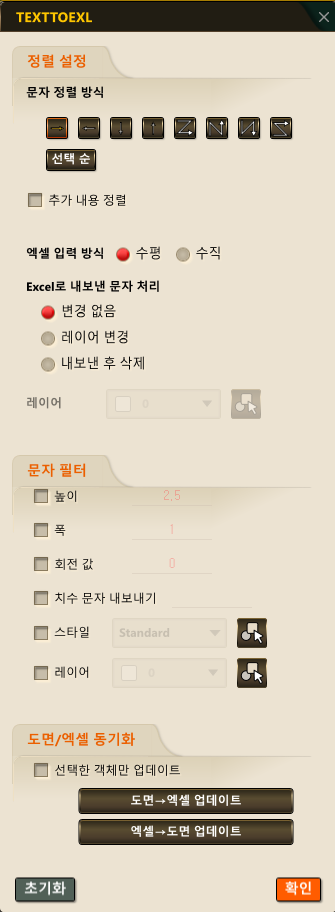 TEXTTOEXL
정렬 설정
문자 정렬 방식
선택 순
추가 내용 정렬
엑셀 입력 방식 수평 수직
Excel로 내보낸 문자 처리
변경 없음
레이어 변경
내보낸 후 삭제
레이어 0
문자 필터
높이 2.5
폭 1
회전 값 0
치수 문자 내보내기
스타일 Standard
레이어 0
도면/엑셀 동기화
선택한 객체만 업데이트
도면→엑셀 업데이트
엑셀→도면 업데이트
초기화 확인